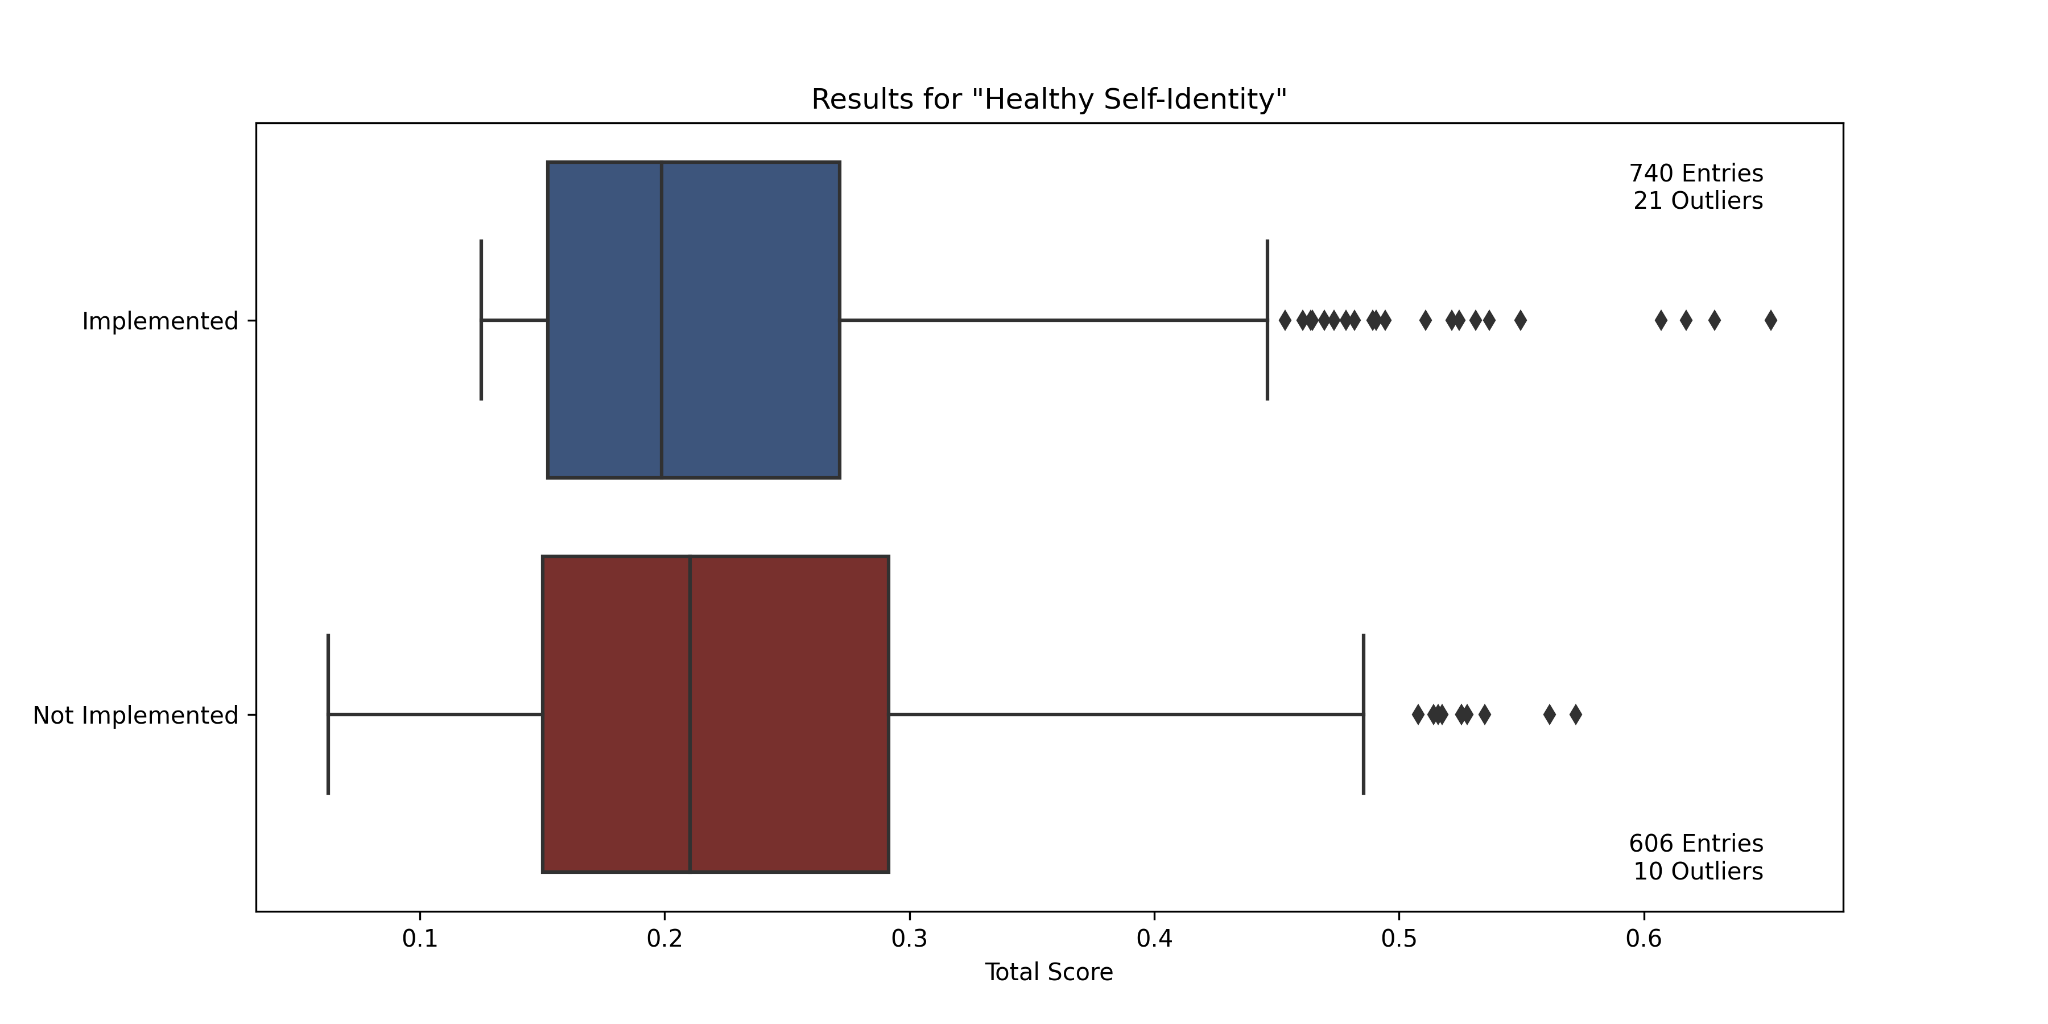 Results for "Healthy Self-Identity"
740 Entries
21 Outliers
Implemented
Not Implemented
606 Entries
10 Outliers
0.1 0.2 0.3 0.4 0.5 0.6
Total Score